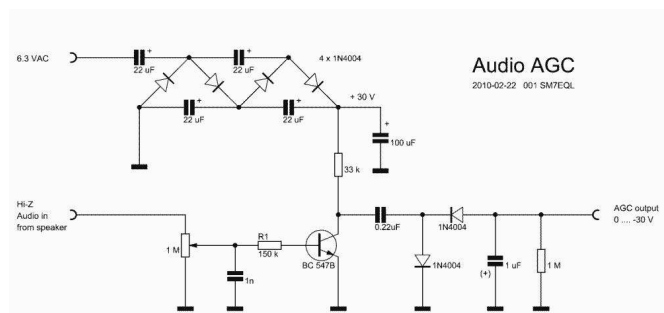 6.3 VAC
+
22 uF
+
22 uF
4 x 1N4004
+
22 uF
+
22 uF
+ 30 V
+
100 uF
Audio AGC
2010-02-22 001 SM7EQL
33 k
Hi-Z
Audio in
from speaker
1 M
1n
R1
150 k
BC 547B
0.22uF
1N4004
1N4004
(+)
1 uF
1 M
AGC output
0 .... -30 V